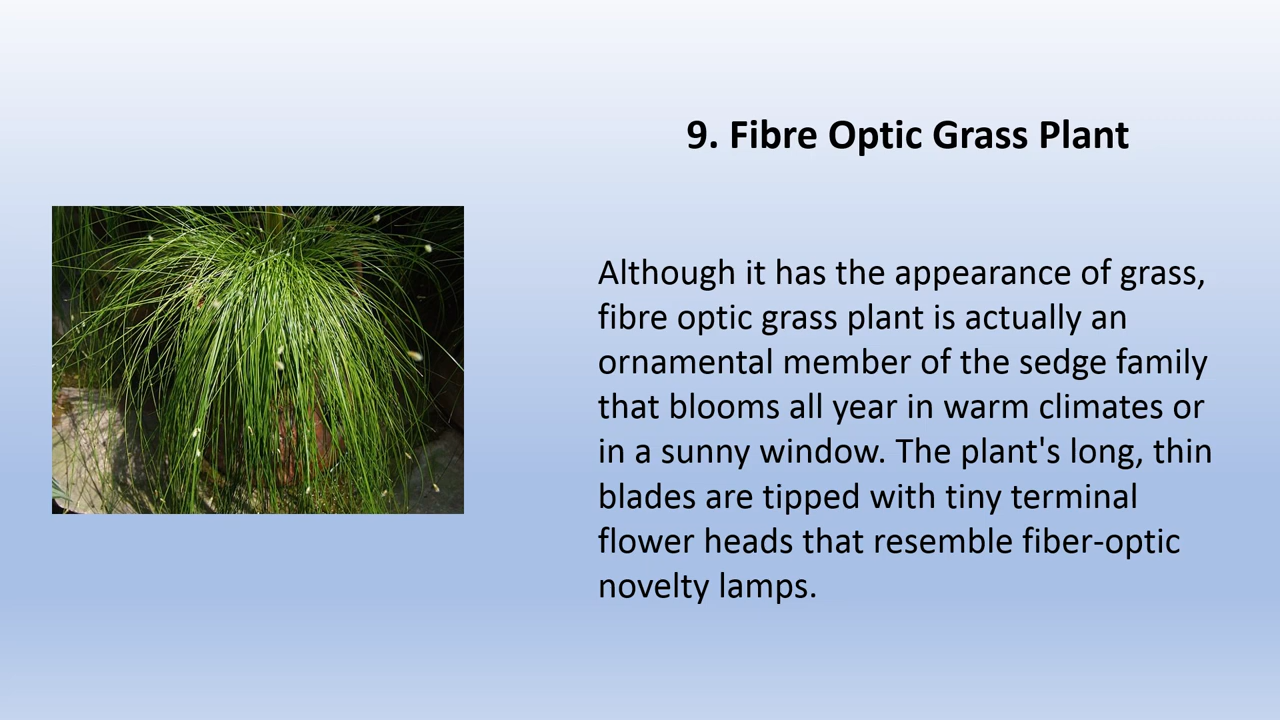 9. Fibre Optic Grass Plant
Although it has the appearance of grass,
fibre optic grass plant is actually an
ornamental member of the sedge family
that blooms all year in warm climates or
in a sunny window. The plant's long, thin
blades are tipped with tiny terminal
flower heads that resemble fiber-optic
novelty lamps.